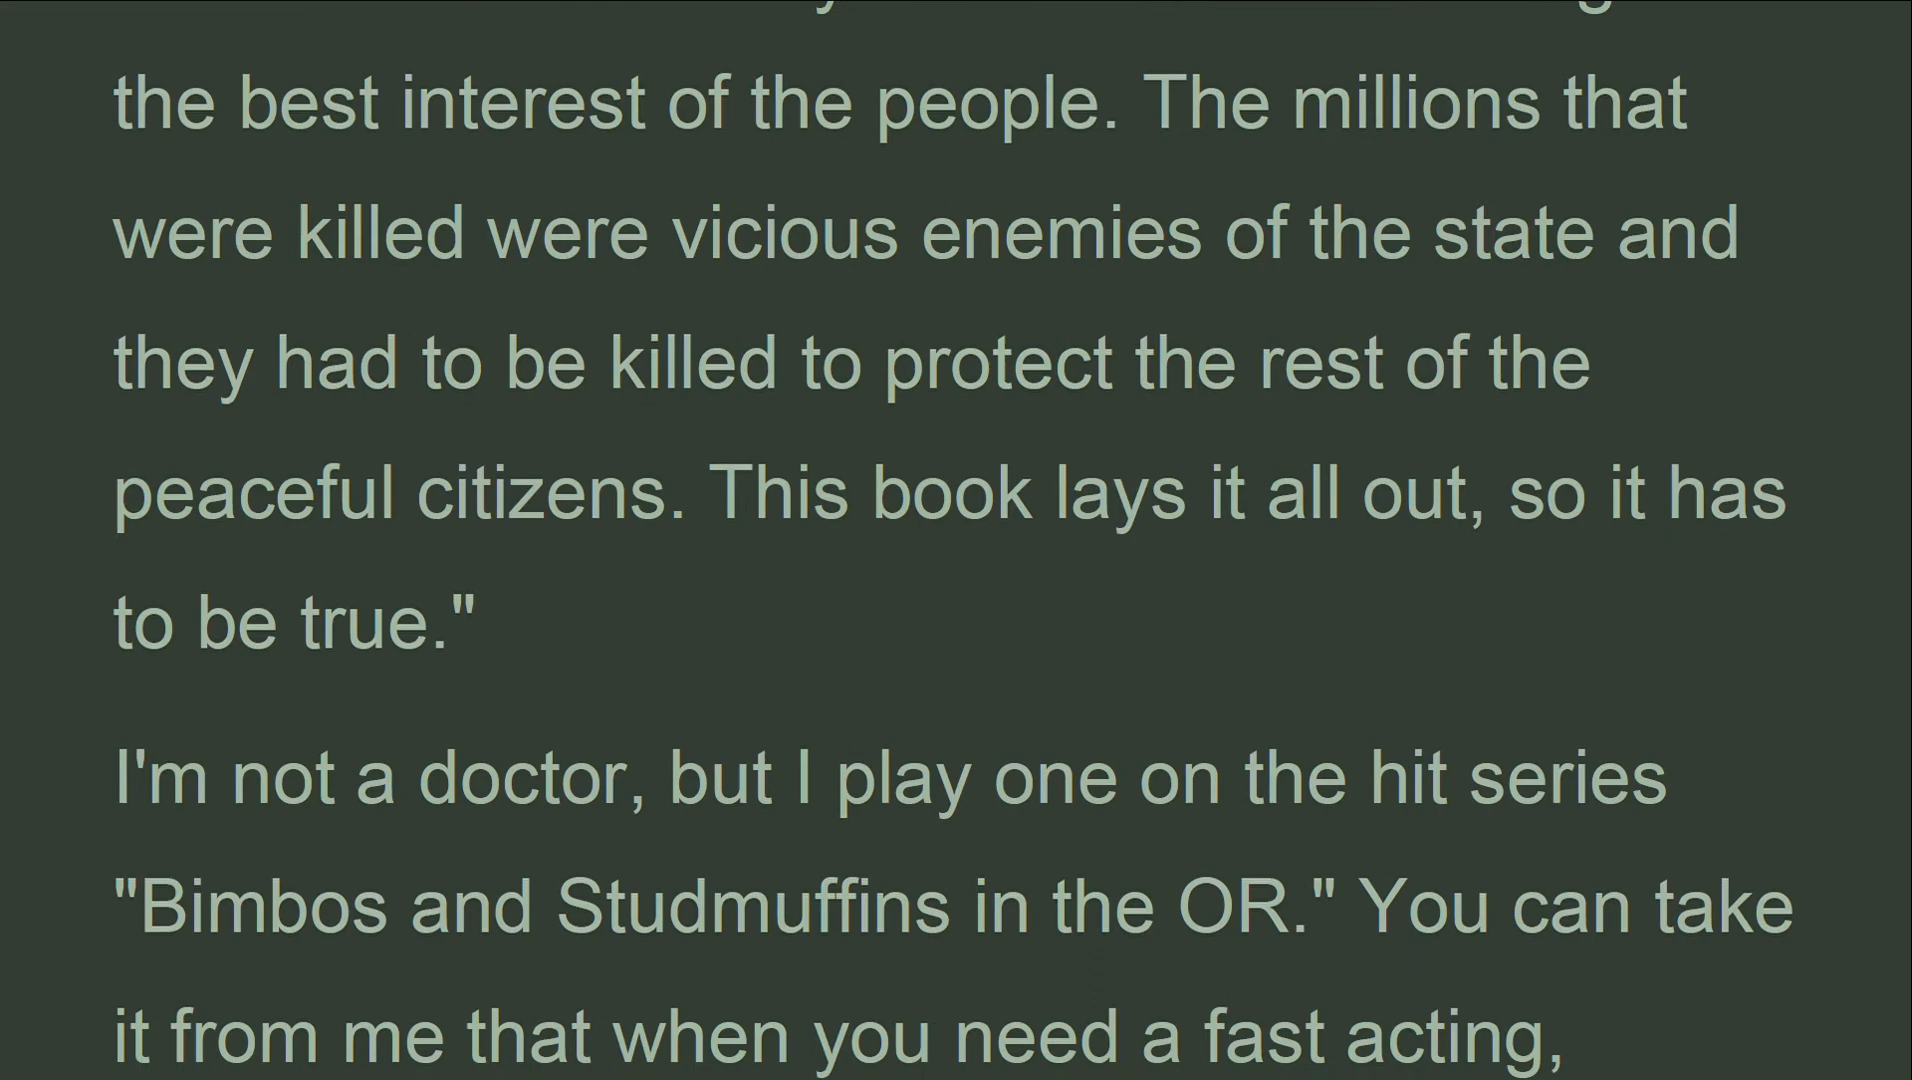 the best interest of the people. The millions that
were killed were vicious enemies of the state and
they had to be killed to protect the rest of the
peaceful citizens. This book lays it all out, so it has
to be true."
I'm not a doctor, but I play one on the hit series
"Bimbos and Studmuffins in the OR." You can take
it from me that when you need a fast acting,